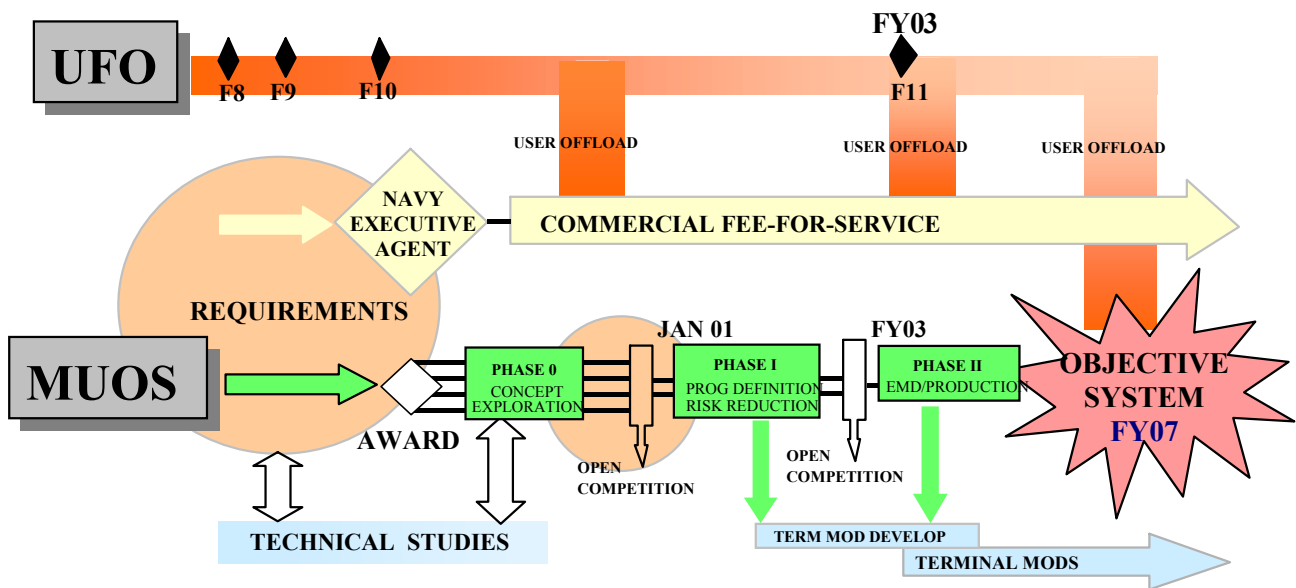 FY03
UFO
F8
F9
F10
F11
USER OFFLOAD
USER OFFLOAD
USER OFFLOAD
NAVY
EXECUTIVE
AGENT
COMMERCIAL FEE-FOR-SERVICE
REQUIREMENTS
JAN 01
FY03
MUOS
PHASE 0
CONCEPT
EXPLORATION
PHASE I
PROG DEFINITION
RISK REDUCTION
PHASE II
EMD/PRODUCTION
OBJECTIVE
SYSTEM
FY07
AWARD
OPEN
COMPETITION
OPEN
COMPETITION
TECHNICAL STUDIES
TERM MOD DEVELOP
TERMINAL MODS